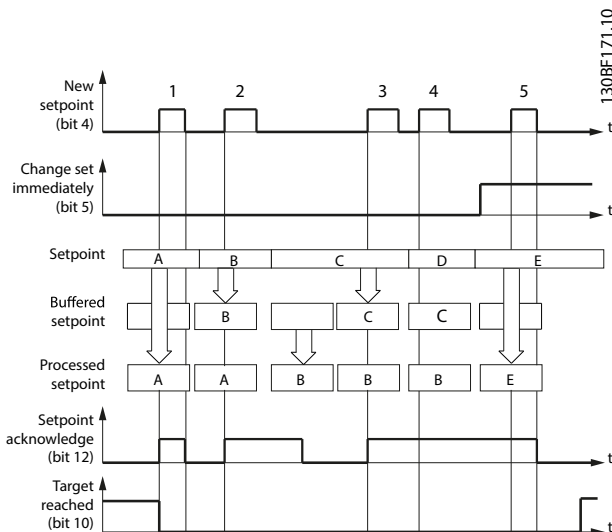 130BF171.10
1 2 3 4 5
New
setpoint
(bit 4)
t
Change set
immediately
(bit 5)
t
Setpoint
A B C D E
Buffered
setpoint
B C C
Processed
setpoint
A A B B B E
Setpoint
acknowledge
(bit 12)
t
Target
reached
(bit 10)
t